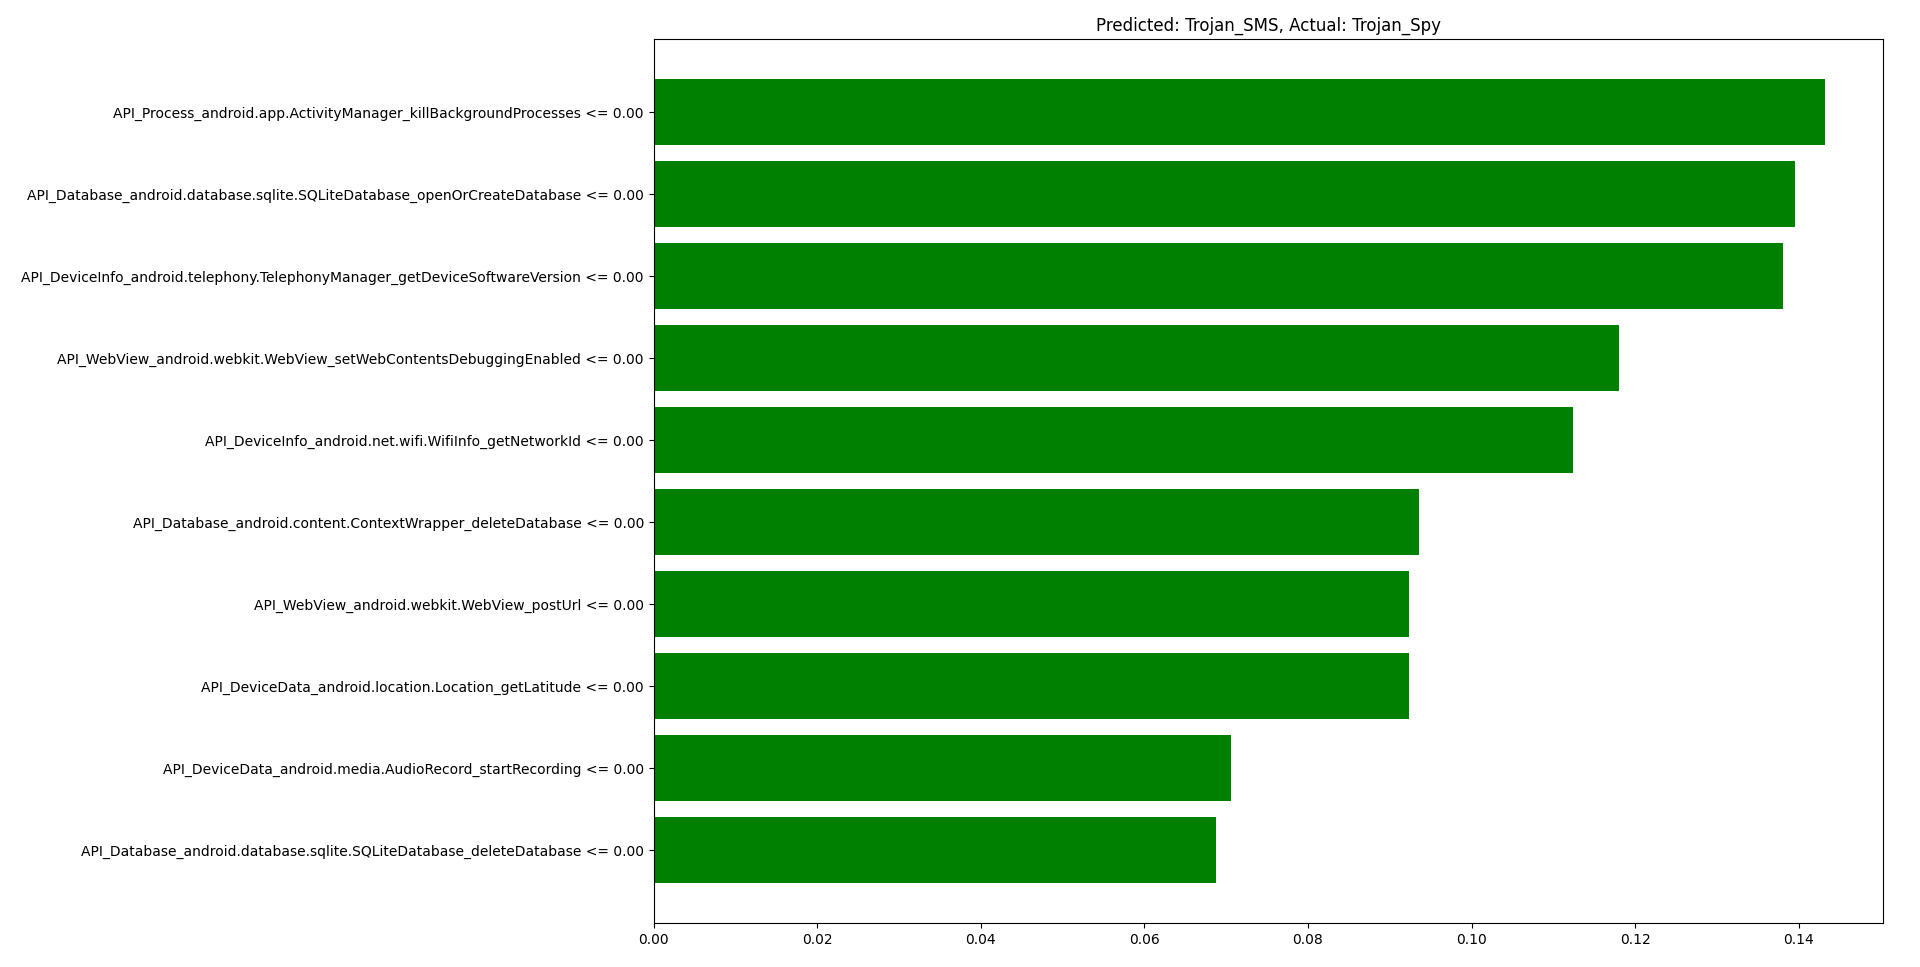 Predicted: Trojan_SMS, Actual: Trojan_Spy
API_Process_android.app.ActivityManager_killBackgroundProcesses <= 0.00
API_Database_android.database.sqlite.SQLiteDatabase_openOrCreateDatabase <= 0.00
API_DeviceInfo_android.telephony.TelephonyManager_getDeviceSoftwareVersion <= 0.00
API_WebView_android.webkit.WebView_setWebContentsDebuggingEnabled <= 0.00
API_DeviceInfo_android.net.wifi.WifiInfo_getNetworkId <= 0.00
API_Database_android.content.ContextWrapper_deleteDatabase <= 0.00
API_WebView_android.webkit.WebView_postUrl <= 0.00
API_DeviceData_android.location.Location_getLatitude <= 0.00
API_DeviceData_android.media.AudioRecord_startRecording <= 0.00
API_Database_android.database.sqlite.SQLiteDatabase_deleteDatabase <= 0.00
0.00 0.02 0.04 0.06 0.08 0.10 0.12 0.14